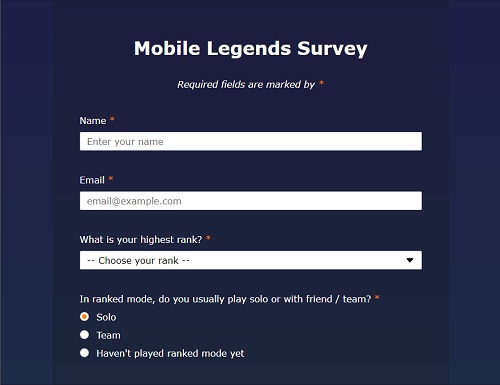 Mobile Legends Survey
Required fields are marked by *
Name *
Enter your name
Email *
email@example.com
What is your highest rank? *
-- Choose your rank --
In ranked mode, do you usually play solo or with friend / team? *
Solo
Team
Haven't played ranked mode yet